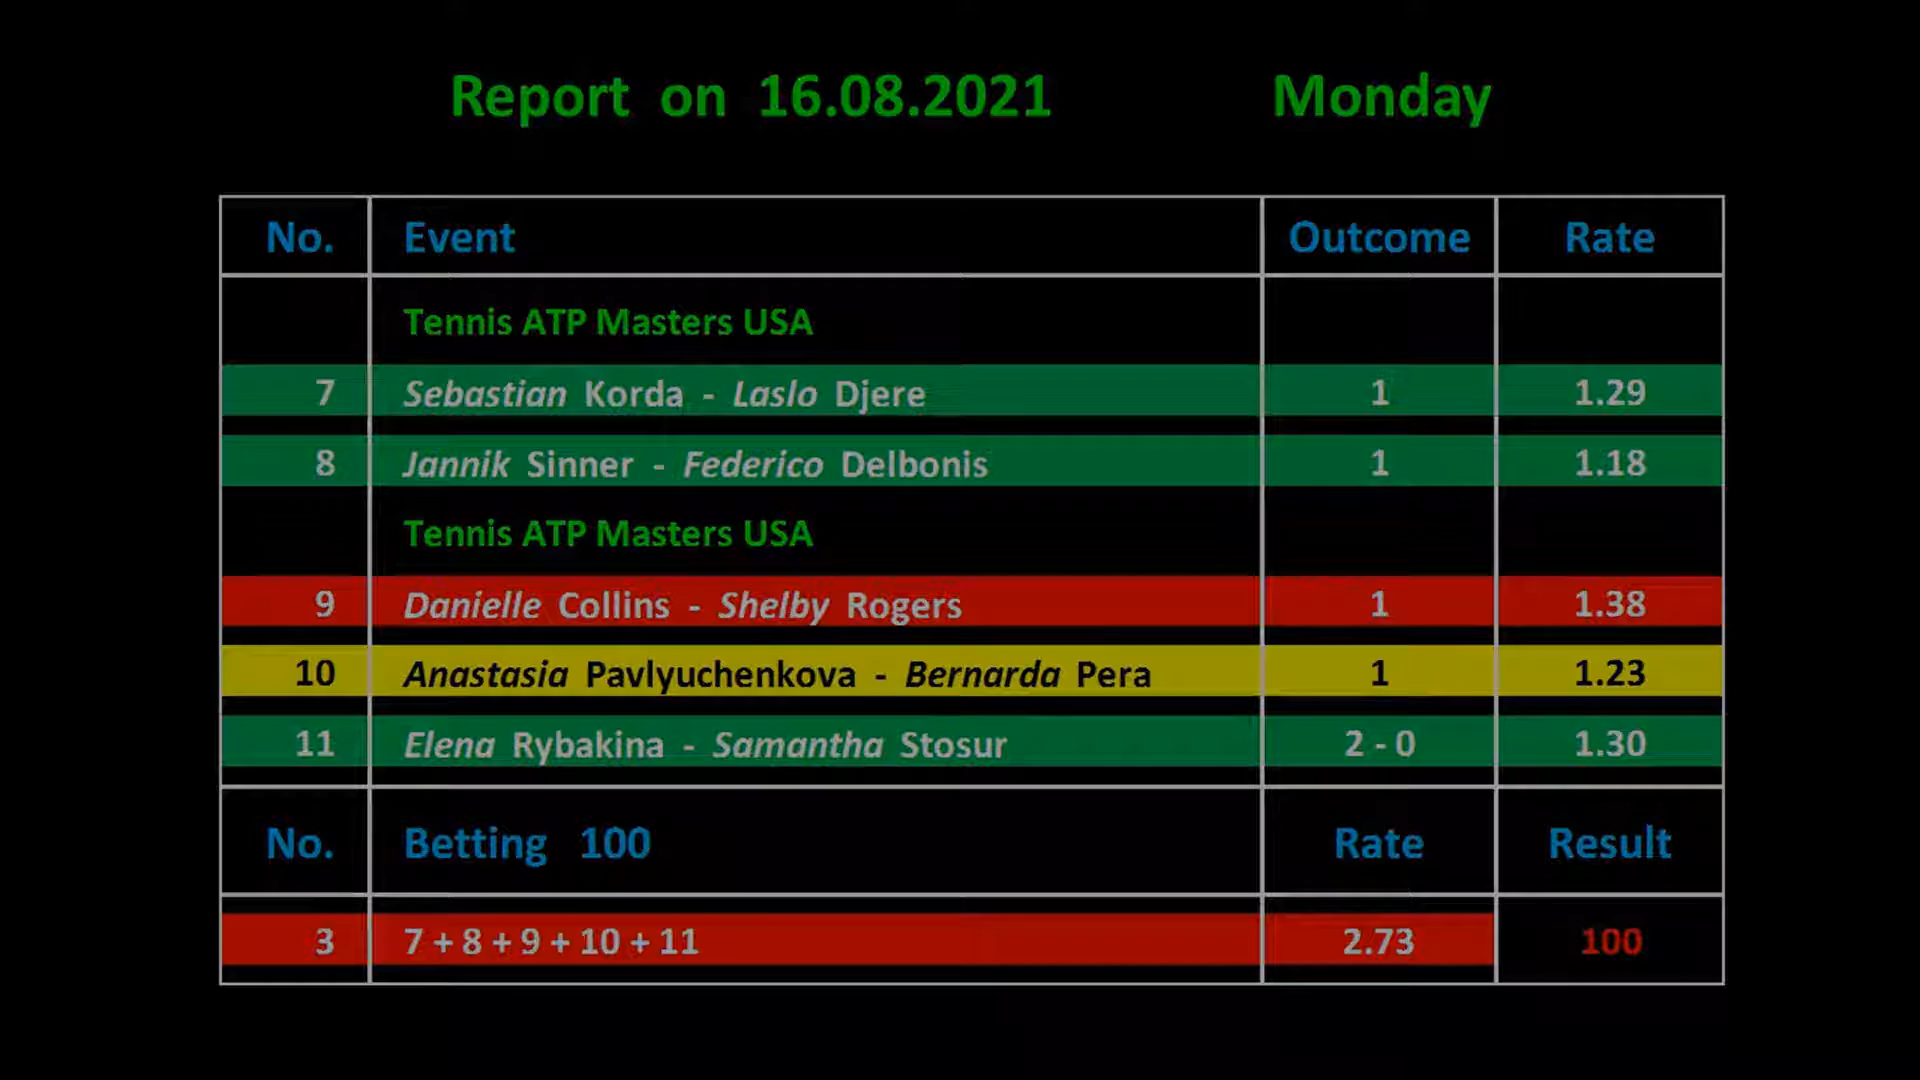 Report on 16.08.2021 Monday
No. Event Outcome Rate
Tennis ATP Masters USA
7 Sebastian Korda - Laslo Djere 1 1.29
8 Jannik Sinner - Federico Delbonis 1 1.18
Tennis ATP Masters USA
9 Danielle Collins - Shelby Rogers 1 1.38
10 Anastasia Pavlyuchenkova - Bernarda Pera 1 1.23
11 Elena Rybakina - Samantha Stosur 2 - 0 1.30
No. Betting 100 Rate Result
3 7 + 8 + 9 + 10 + 11 2.73 100